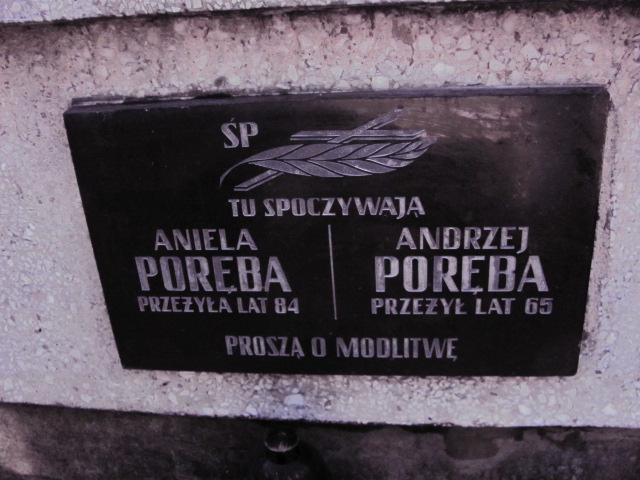 ŚP
TU SPOCZYWAJĄ
ANIELA
PORĘBA
PRZEŻYŁA LAT 84
ANDRZEJ
PORĘBA
PRZEŻYŁ LAT 65
PROSZĄ O MODLITWĘ